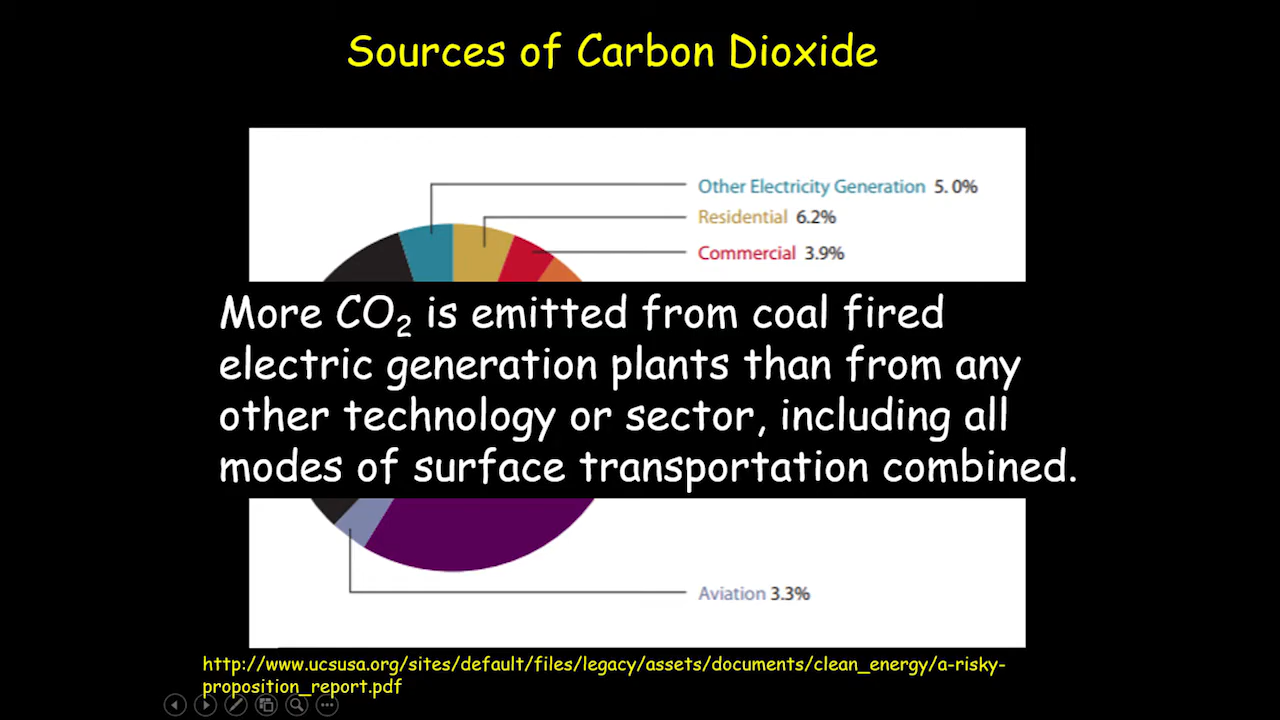 Sources of Carbon Dioxide
Other Electricity Generation 5. 0%
Residential 6.2%
Commercial 3.9%
More CO₂ is emitted from coal fired
electric generation plants than from any
other technology or sector, including all
modes of surface transportation combined.
Aviation 3.3%
http://www.ucsusa.org/sites/default/files/legacy/assets/documents/clean_energy/a-risky-
proposition_report.pdf